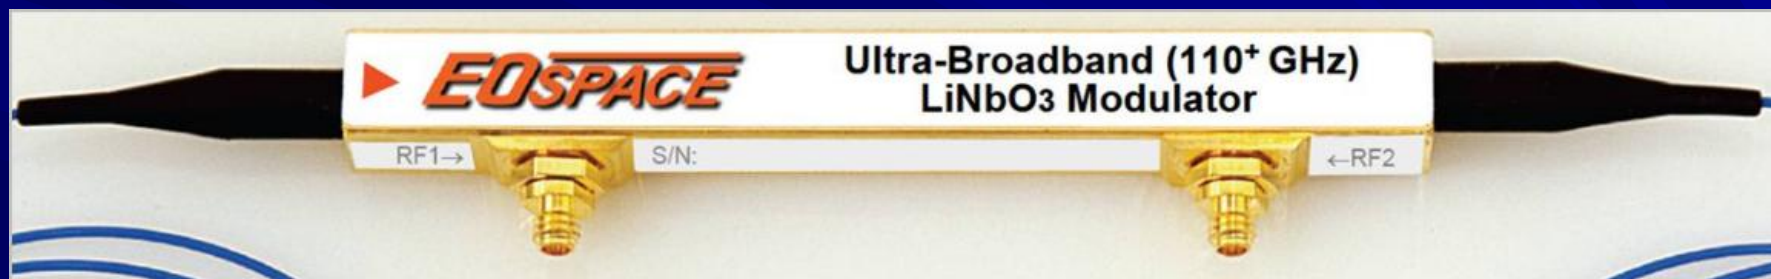 EOSPACE
Ultra-Broadband (110⁺ GHz)
LiNbO3 Modulator
RF1→
S/N:
←RF2